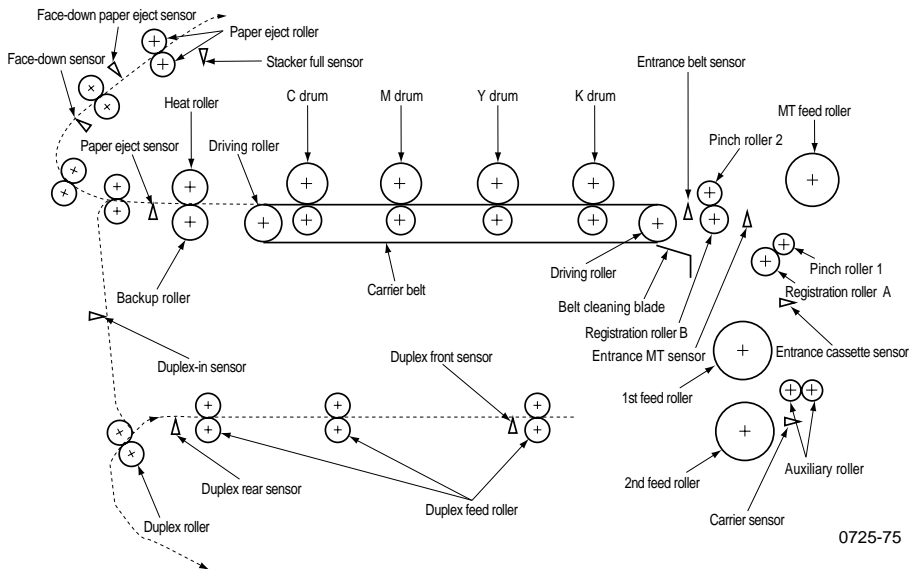 Face-down paper eject sensor
Paper eject roller
Face-down sensor
Stacker full sensor
Entrance belt sensor
Heat roller
C drum
M drum
Y drum
K drum
MT feed roller
Paper eject sensor
Driving roller
Pinch roller 2
Backup roller
Carrier belt
Driving roller
Pinch roller 1
Belt cleaning blade
Registration roller A
Registration roller B
Entrance MT sensor
Entrance cassette sensor
Duplex-in sensor
Duplex front sensor
1st feed roller
Duplex rear sensor
2nd feed roller
Auxiliary roller
Duplex roller
Duplex feed roller
Carrier sensor
0725-75